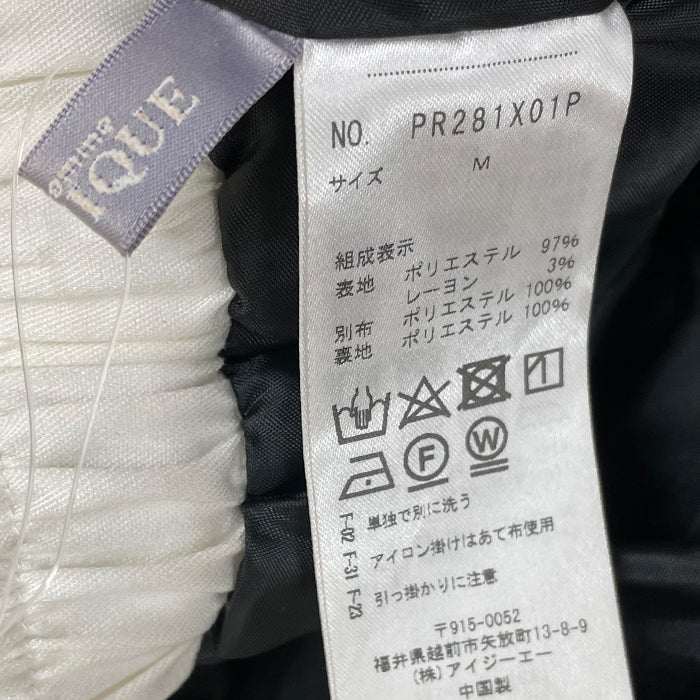 eming
IQUE
NO. PR281X01P
サイズ M
組成表示
表地 ポリエステル 97%
レーヨン 3%
別布 ポリエステル 100%
裏地 ポリエステル 100%
F
W
F-02 単独で別に洗う
F-31 アイロン掛けはあて布使用
F-23 引っ掛かりに注意
〒915-0052
福井県越前市矢放町13-8-9
(株)アイジーエー
中国製